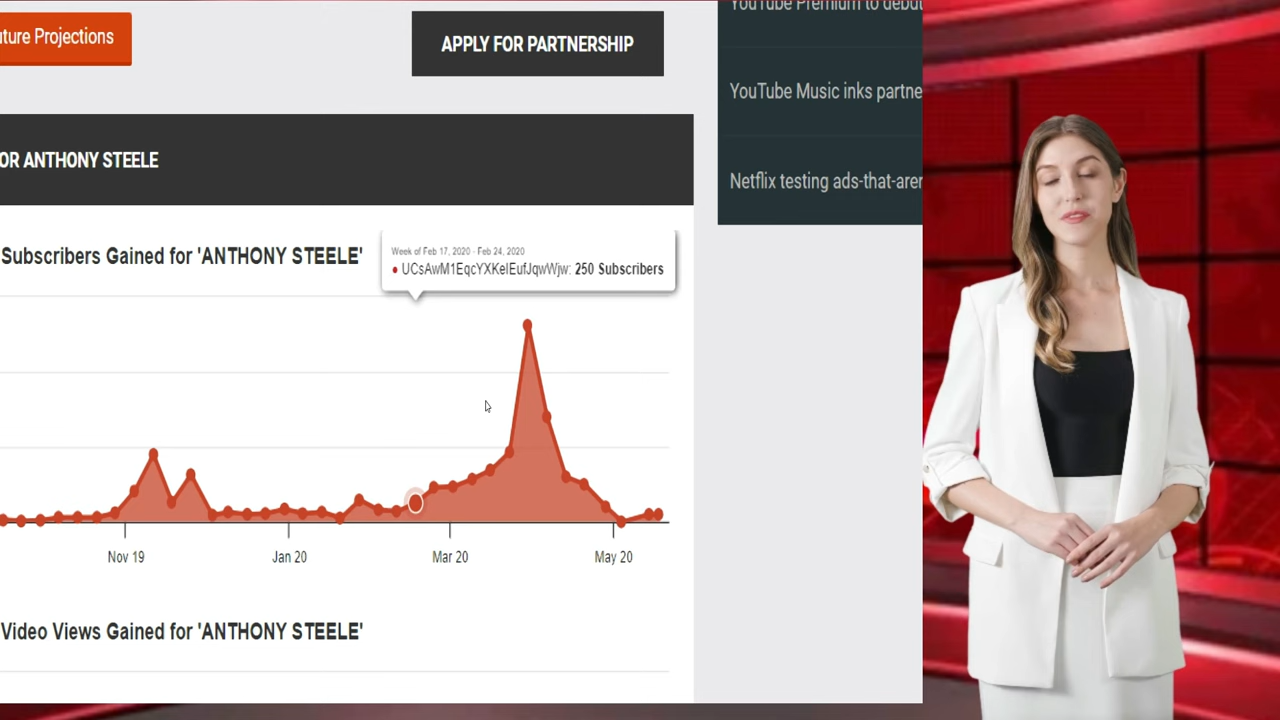 uture Projections
APPLY FOR PARTNERSHIP
YouTube Premium to debut
YouTube Music inks partne
Netflix testing ads-that-aren
OR ANTHONY STEELE
Subscribers Gained for 'ANTHONY STEELE'
Week of Feb 17, 2020 - Feb 24, 2020
250 Subscribers
Nov 19
Jan 20
Mar 20
May 20
Video Views Gained for 'ANTHONY STEELE'